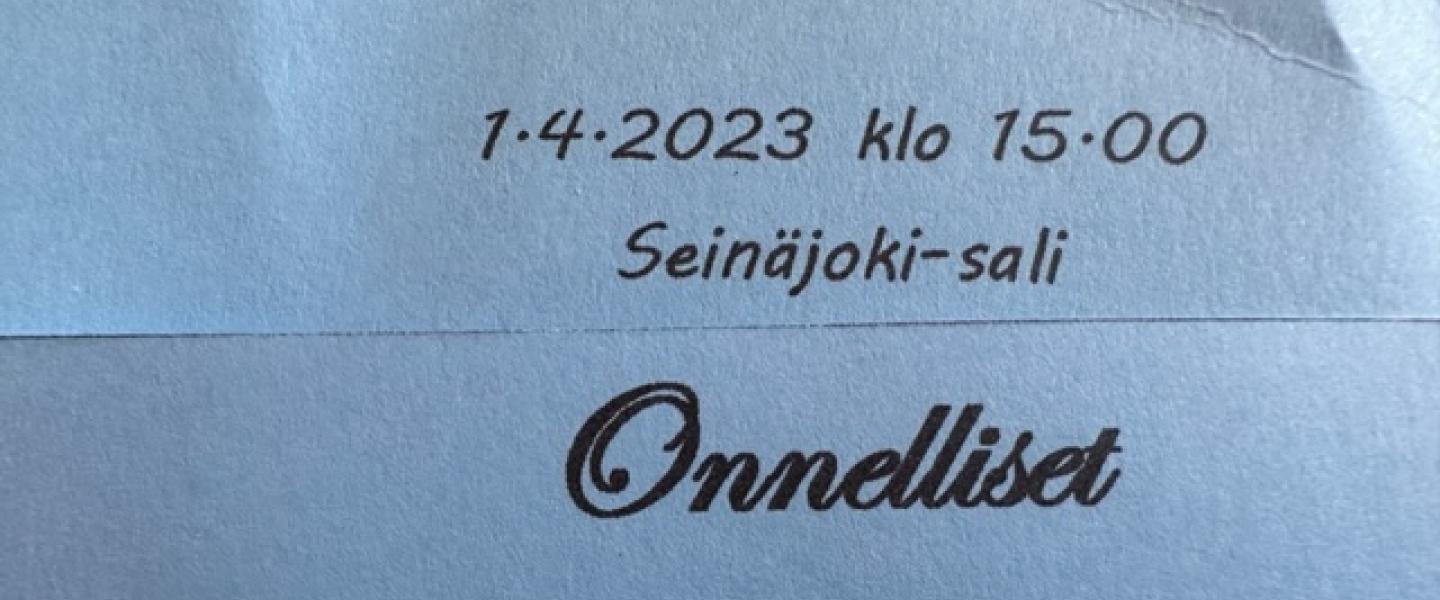 1.4.2023 klo 15.00
Seinäjoki-sali
Onnelliset